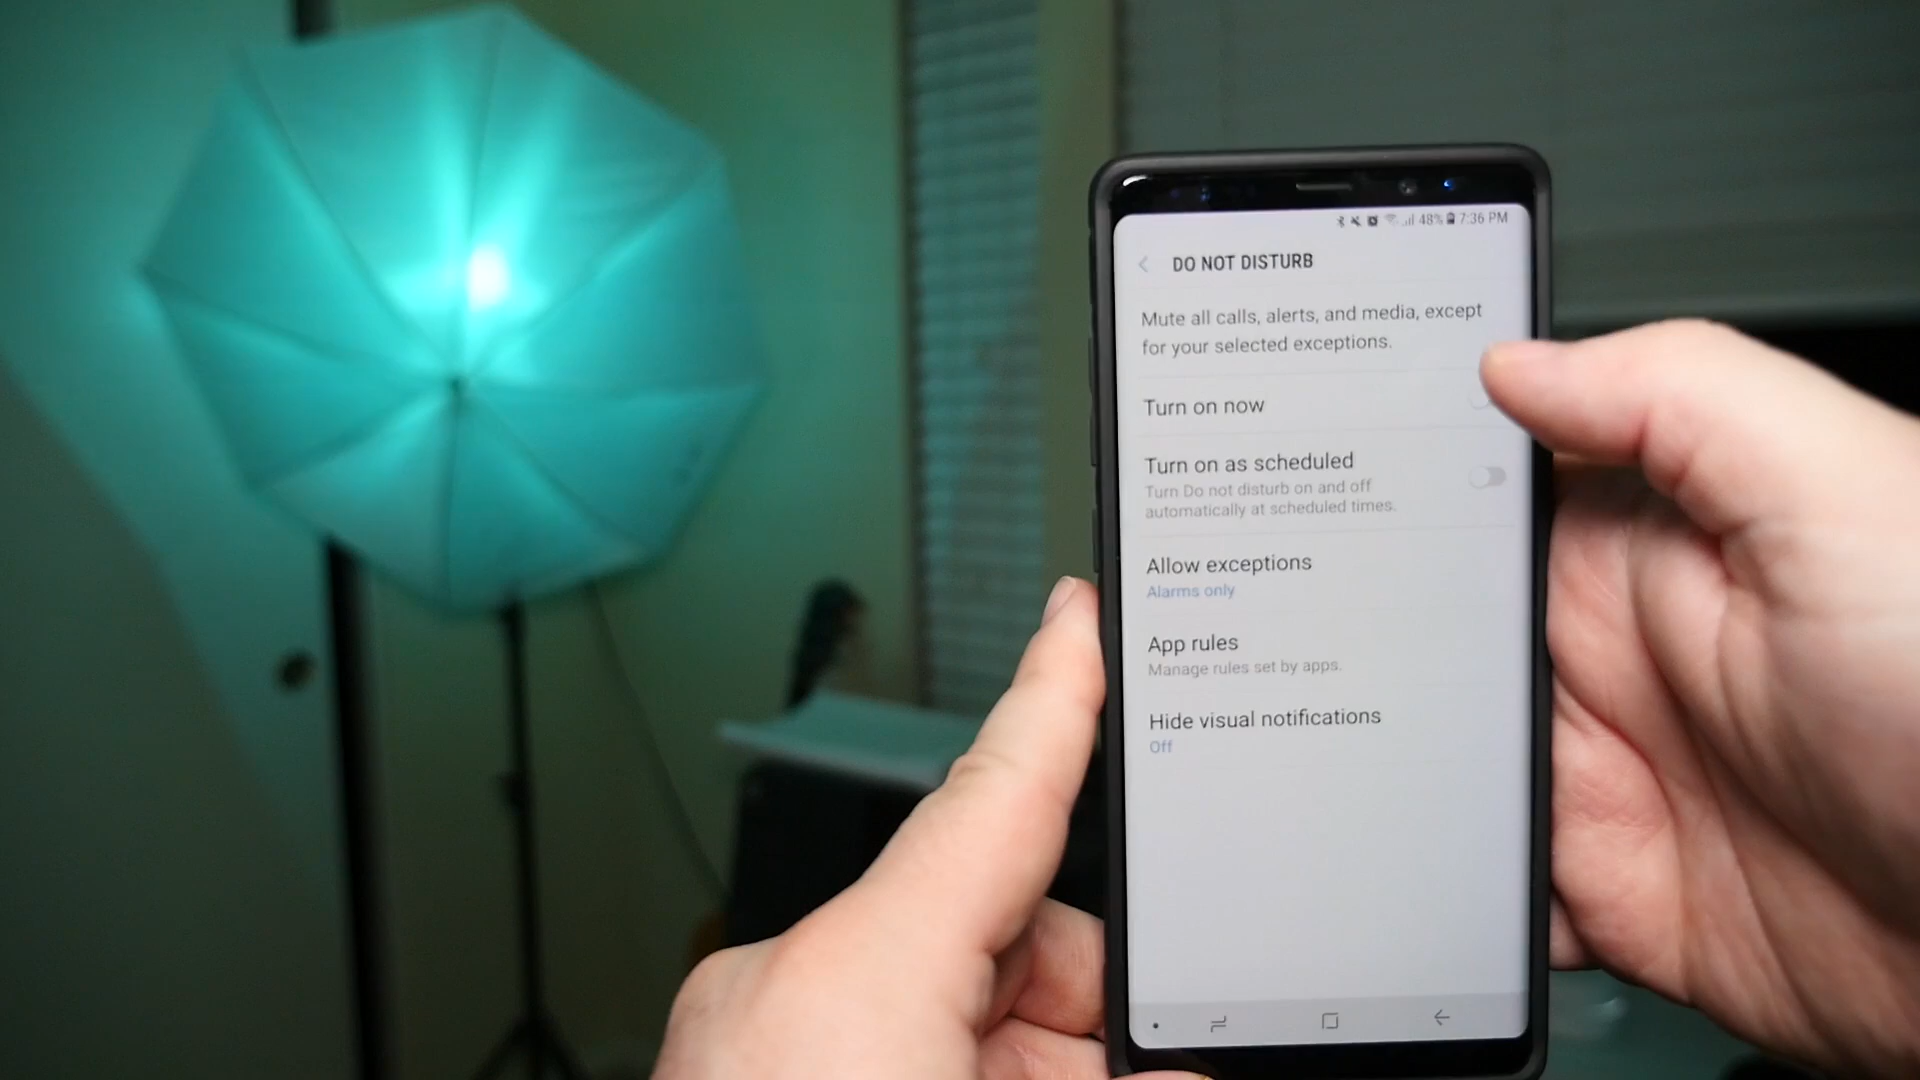 48% 7:36 PM
DO NOT DISTURB
Mute all calls, alerts, and media, except
for your selected exceptions.
Turn on now
Turn on as scheduled
Turn Do not disturb on and off
automatically at scheduled times.
Allow exceptions
Alarms only
App rules
Manage rules set by apps.
Hide visual notifications
Off